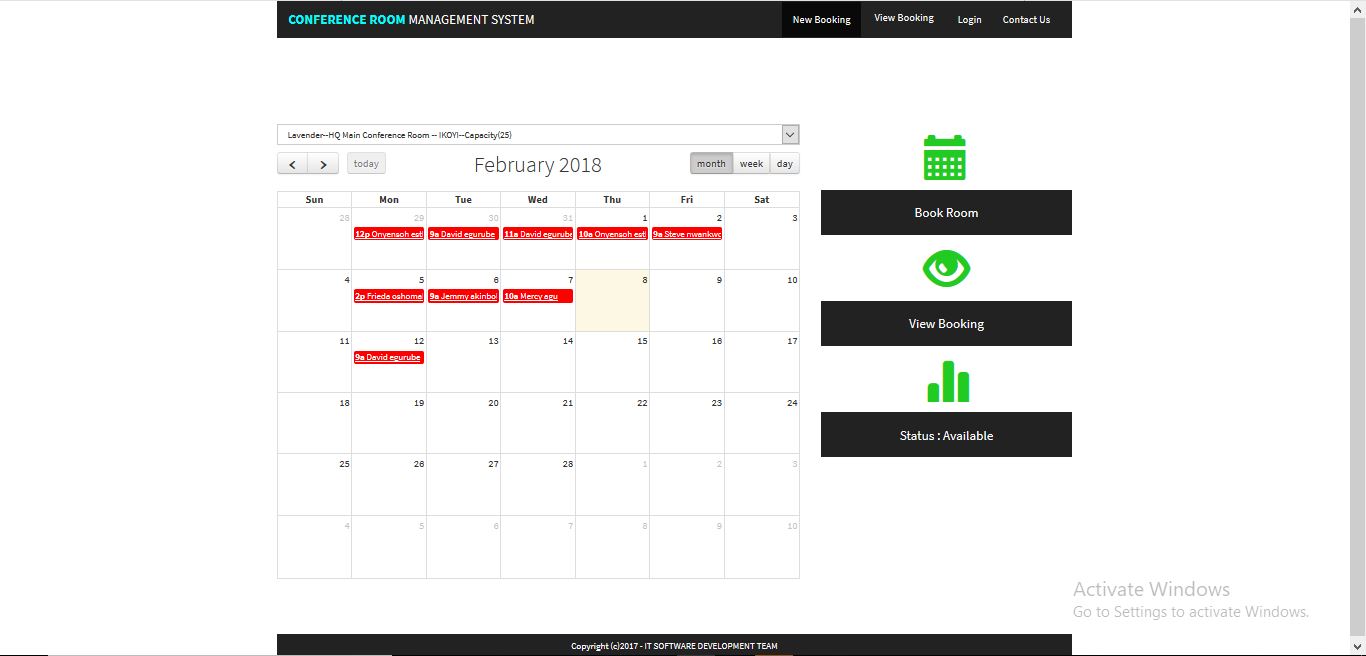 CONFERENCE ROOM MANAGEMENT SYSTEM New Booking View Booking Login Contact Us
Lavender--HQ Main Conference Room -- IKOYI--Capacity(25)
today February 2018 month week day
Sun Mon Tue Wed Thu Fri Sat
28 29 30 31 1 2 3
12p Onyensoh est 9a David egurube 11a David egurube 10a Onyensoh est 9a Steve nwankwo
4 5 6 7 8 9 10
2p Frieda oshoma 9a Jemmy akinbo 10a Mercy agu
11 12 13 14 15 16 17
9a David egurube
18 19 20 21 22 23 24
25 26 27 28 1 2 3
4 5 6 7 8 9 10
Book Room
View Booking
Status : Available
Activate Windows
Go to Settings to activate Windows.
Copyright (c)2017 - IT SOFTWARE DEVELOPMENT TEAM